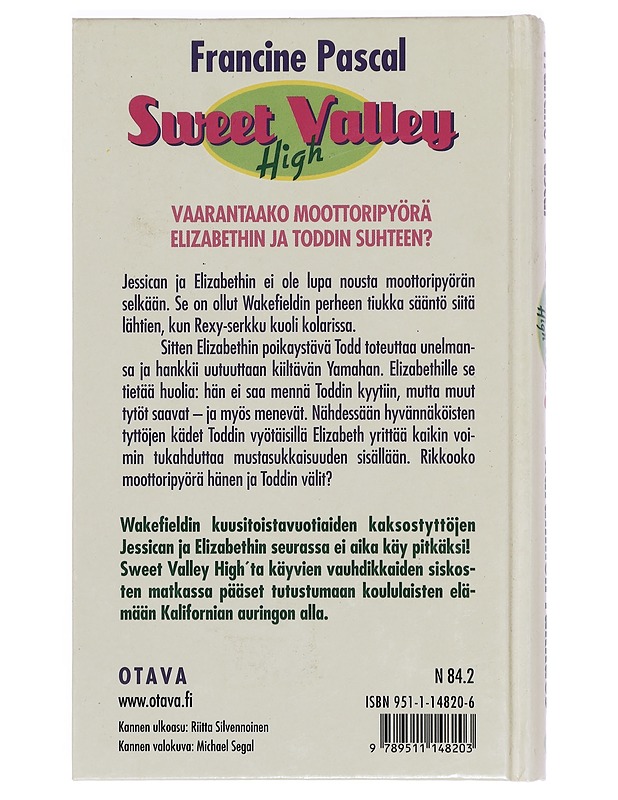 Francine Pascal
Sweet Valley
High
VAARANTAAKO MOOTTORIPYÖRÄ
ELIZABETHIN JA TODDIN SUHTEEN?
Jessican ja Elizabethin ei ole lupa nousta moottoripyörän
selkään. Se on ollut Wakefieldin perheen tiukka sääntö siitä
lähtien, kun Rexy-serkku kuoli kolarissa.
Sitten Elizabethin poikaystävä Todd toteuttaa unelman-
sa ja hankkii uutuuttaan kiiltävän Yamahan. Elizabethille se
tietää huolia: hän ei saa mennä Toddin kyytiin, mutta muut
tytöt saavat – ja myös menevät. Nähdessään hyvännäköisten
tyttöjen kädet Toddin vyötäisillä Elizabeth yrittää kaikin voi-
min tukahduttaa mustasukkaisuuden sisällään. Rikkooko
moottoripyörä hänen ja Toddin välit?
Wakefieldin kuusitoistavuotiaiden kaksostyttöjen
Jessican ja Elizabethin seurassa ei aika käy pitkäksi!
Sweet Valley High´ta käyvien vauhdikkaiden siskos-
ten matkassa pääset tutustumaan koululaisten elä-
mään Kalifornian auringon alla.
OTAVA
www.otava.fi
Kannen ulkoasu: Riitta Silvennoinen
Kannen valokuva: Michael Segal
N 84.2
ISBN 951-1-14820-6
9 789511 148203
High